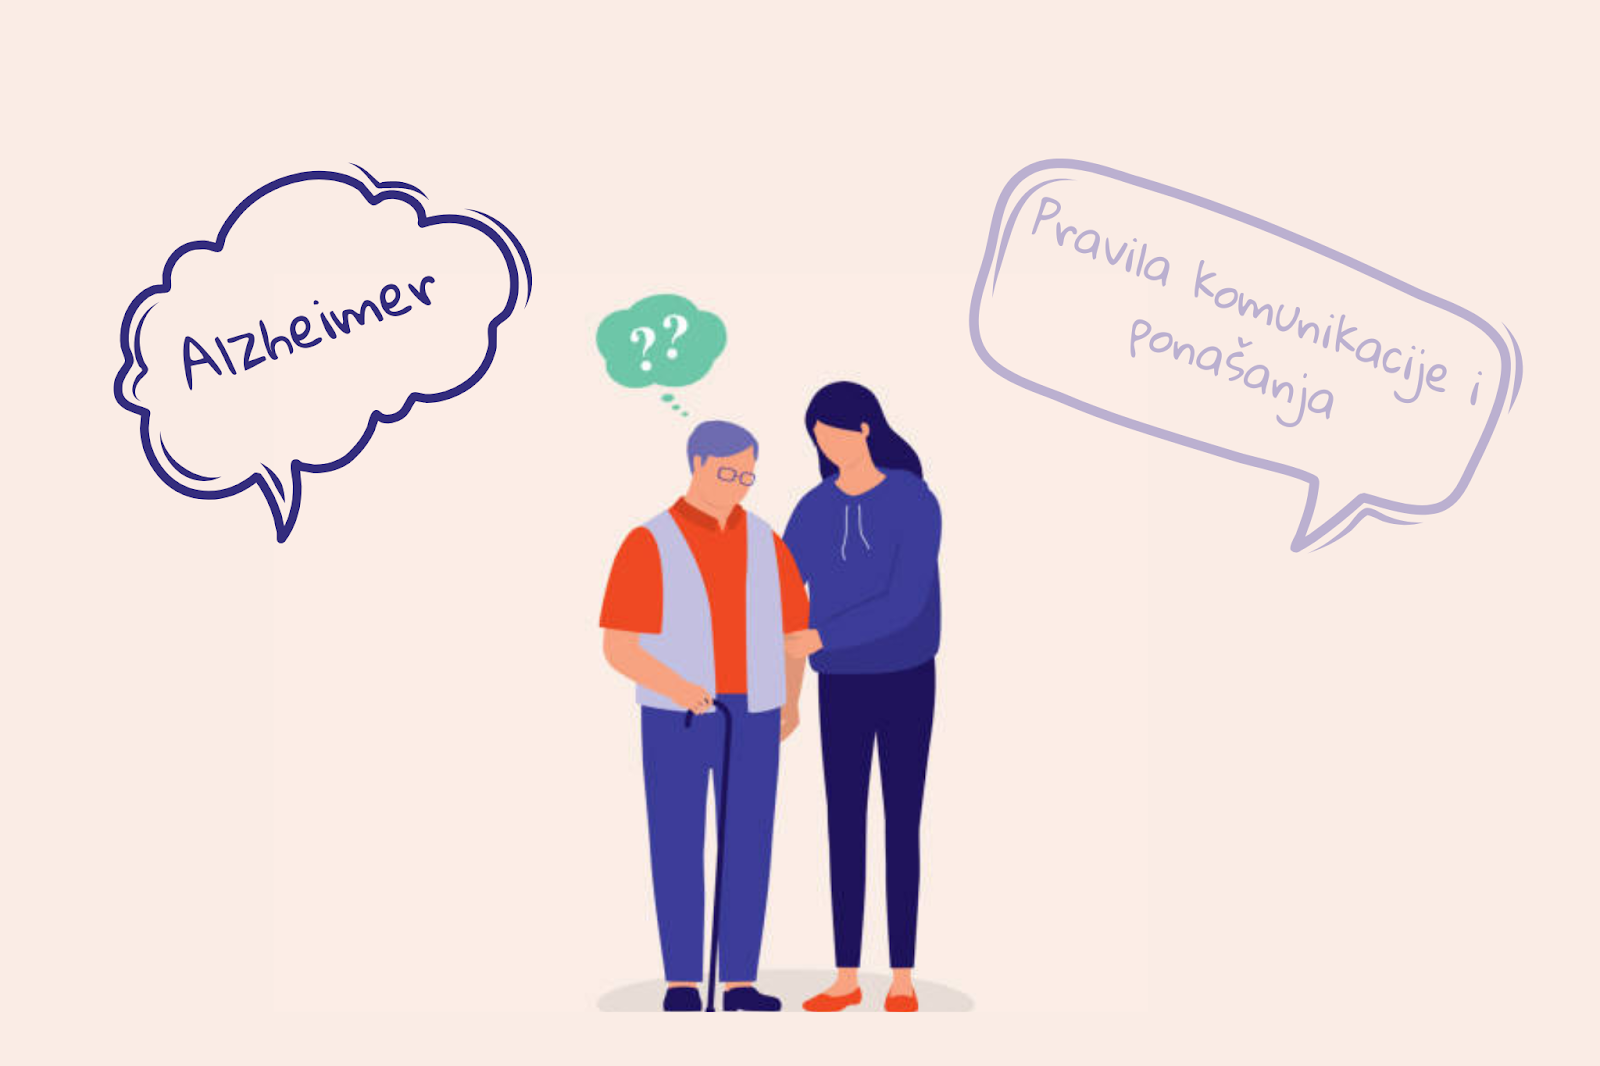 Alzheimer
??
Pravila komunikacije i
ponašanja